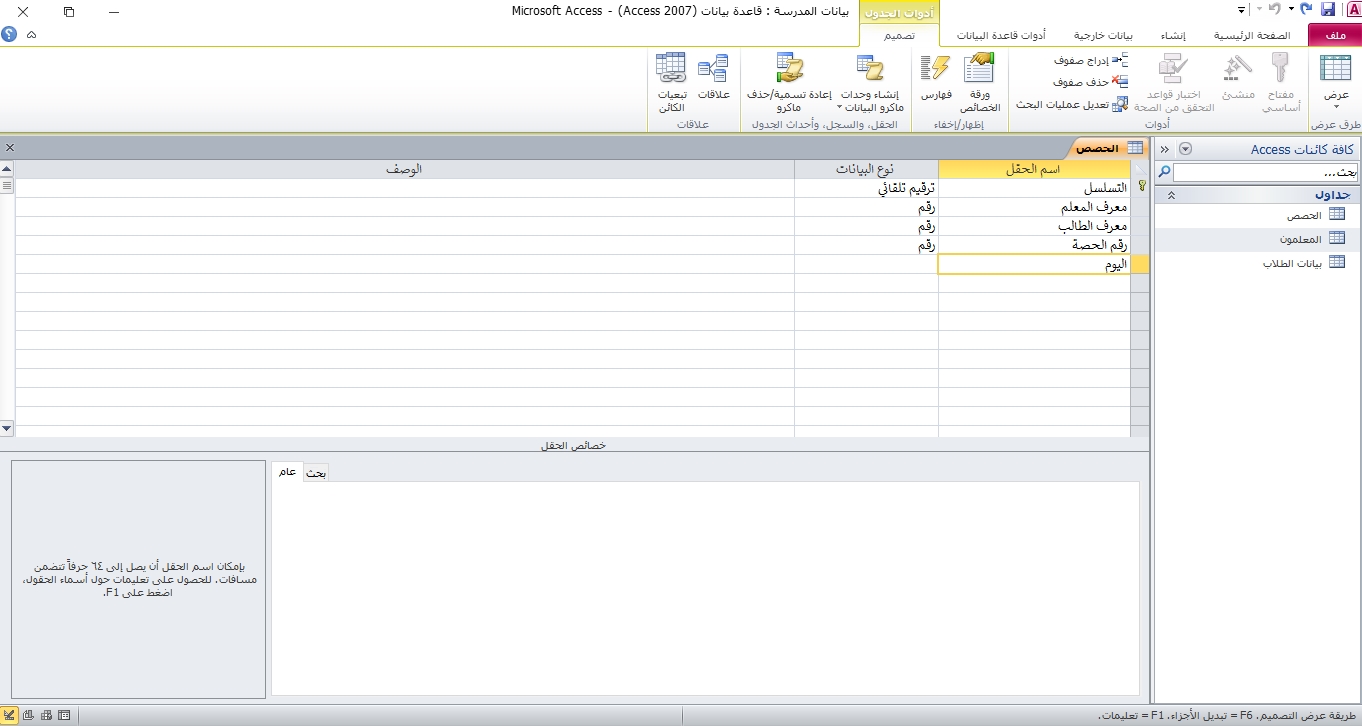 بيانات المدرسة : قاعدة بيانات (Access 2007) - Microsoft Access
أدوات الجدول
ملف
الصفحة الرئيسية
إنشاء
بيانات خارجية
أدوات قاعدة البيانات
تصميم
عرض
طرق عرض
مفتاح أساسي
منشئ
اختبار قواعد التحقق من الصحة
إدراج صفوف
حذف صفوف
تعديل عمليات البحث
أدوات
ورقة الخصائص
فهارس
إظهار/إخفاء
إنشاء وحدات ماكرو البيانات
إعادة تسمية/حذف ماكرو
الحقل، والسجل، وأحداث الجدول
علاقات
تبعيات الكائن
علاقات
كافة كائنات Access
بحث...
جداول
الحصص
المعلمون
بيانات الطلاب
الحصص
اسم الحقل نوع البيانات الوصف
التسلسل ترقيم تلقائي
معرف المعلم رقم
معرف الطالب رقم
رقم الحصة رقم
اليوم
خصائص الحقل
عام بحث
بإمكان اسم الحقل أن يصل إلى ٦٤ حرفاً تتضمن
مسافات. للحصول على تعليمات حول أسماء الحقول،
اضغط على F1.
طريقة عرض التصميم. F6 = تبديل الأجزاء. F1 = تعليمات.